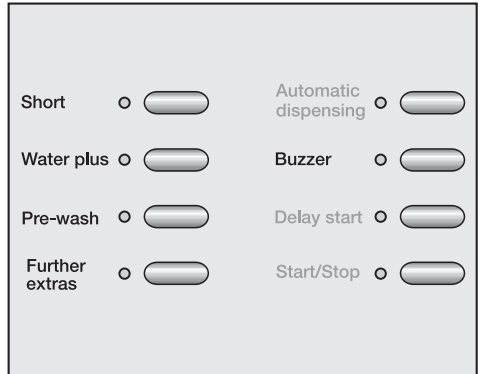 Short
Water plus
Pre-wash
Further
extras
Automatic
dispensing
Buzzer
Delay start
Start/Stop